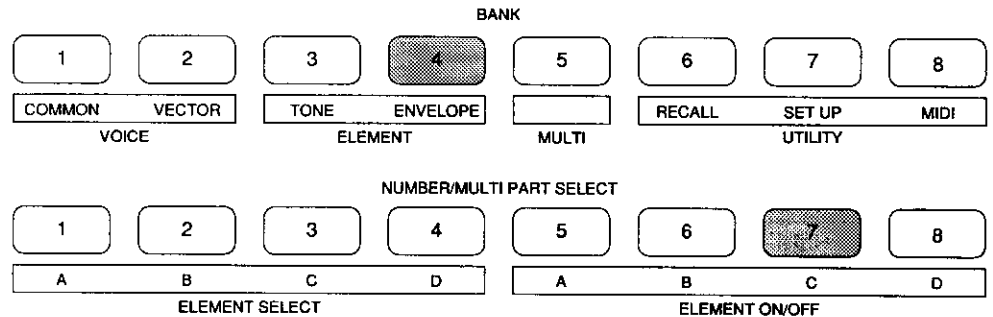 BANK
1 2 3 4 5 6 7 8
COMMON VECTOR TONE ENVELOPE RECALL SET UP MIDI
VOICE ELEMENT MULTI UTILITY
NUMBER/MULTI PART SELECT
1 2 3 4 5 6 7 8
A B C D A B C D
ELEMENT SELECT ELEMENT ON/OFF